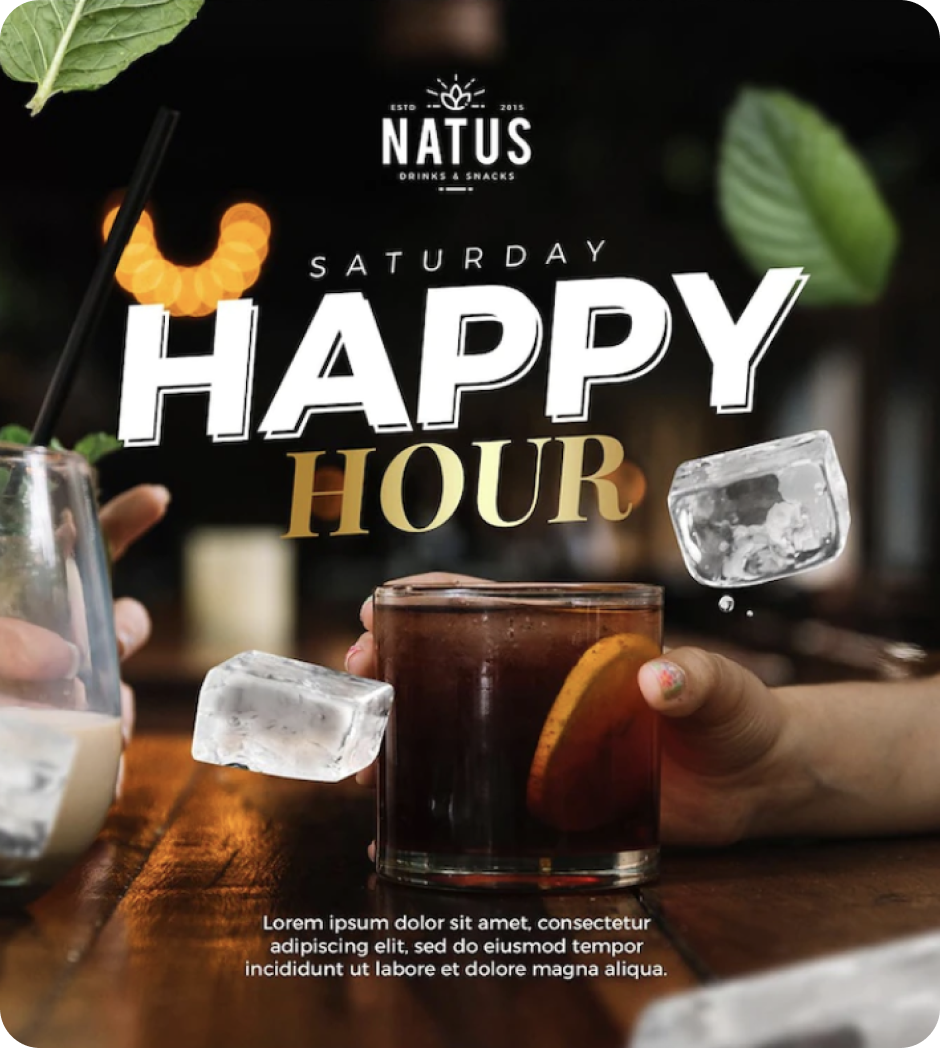 ESTD 2015
NATUS
DRINKS & SNACKS
SATURDAY
HAPPY
HOUR
Lorem ipsum dolor sit amet, consectetur
adipiscing elit, sed do eiusmod tempor
incididunt ut labore et dolore magna aliqua.